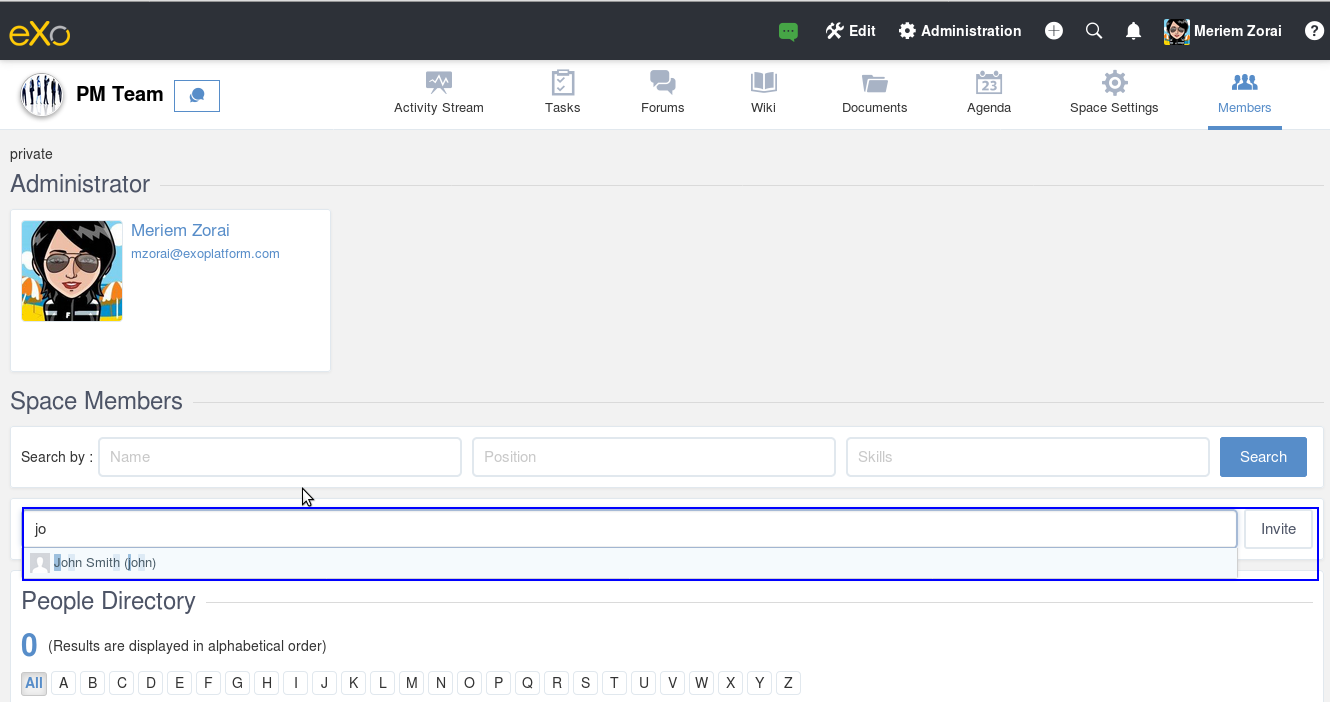 eXo Edit Administration Meriem Zorai ?
PM Team
Activity Stream Tasks Forums Wiki Documents 23 Agenda Space Settings Members
private
Administrator
Meriem Zorai
mzorai@exoplatform.com
Space Members
Search by : Name Position Skills Search
jo Invite
John Smith (john)
People Directory
0 (Results are displayed in alphabetical order)
All A B C D E F G H I J K L M N O P Q R S T U V W X Y Z